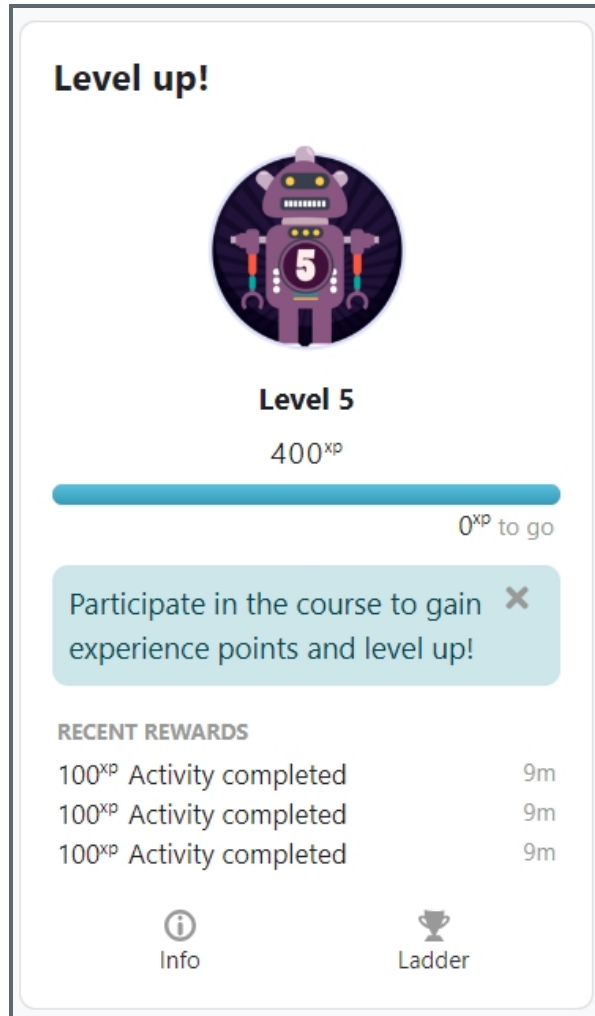 Level up!
5
Level 5
400xp
0xp to go
Participate in the course to gain
experience points and level up!
RECENT REWARDS
100xp Activity completed 9m
100xp Activity completed 9m
100xp Activity completed 9m
Info Ladder